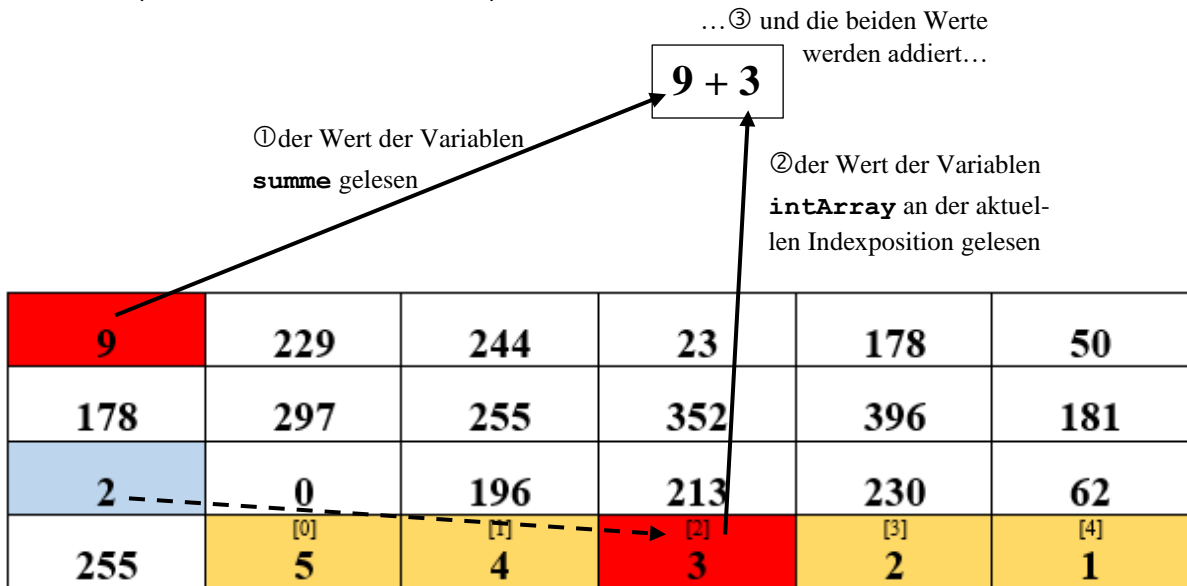 …③ und die beiden Werte
werden addiert…
9 + 3
①der Wert der Variablen
summe gelesen
②der Wert der Variablen
intArray an der aktuel-
len Indexposition gelesen
9 229 244 23 178 50
178 297 255 352 396 181
2 0 196 213 230 62
[0] [1] [2] [3] [4]
255 5 4 3 2 1